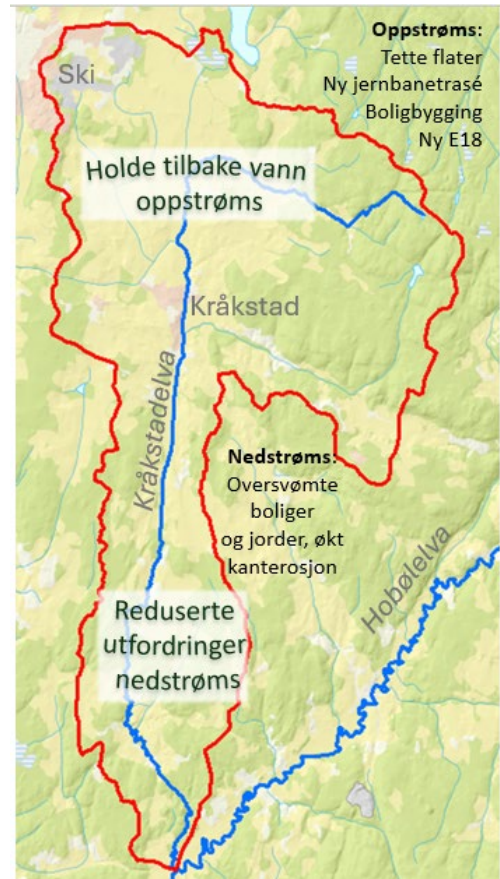 Oppstrøms:
Tette flater
Ny jernbanetrasé
Boligbygging
Ny E18
Ski
Holde tilbake vann
oppstrøms
Kråkstad
Kråkstadelva
Nedstrøms:
Oversvømte
boliger
og jorder, økt
kanterosjon
Hobølelva
Reduserte
utfordringer
nedstrøms